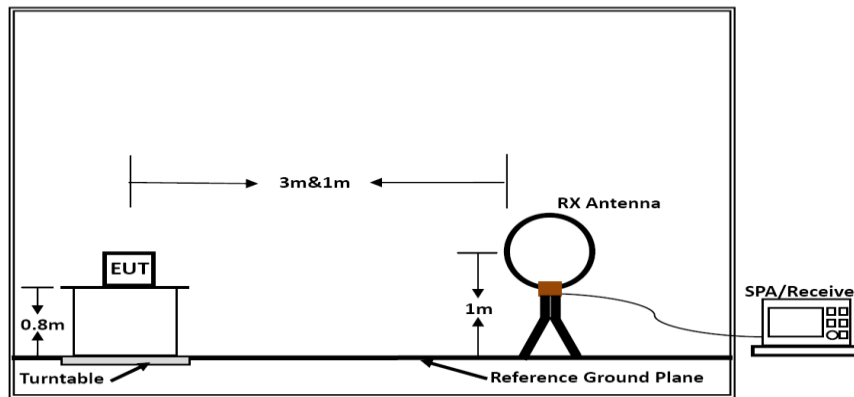 3m&1m
RX Antenna
EUT
SPA/Receive
0.8m
1m
Turntable
Reference Ground Plane